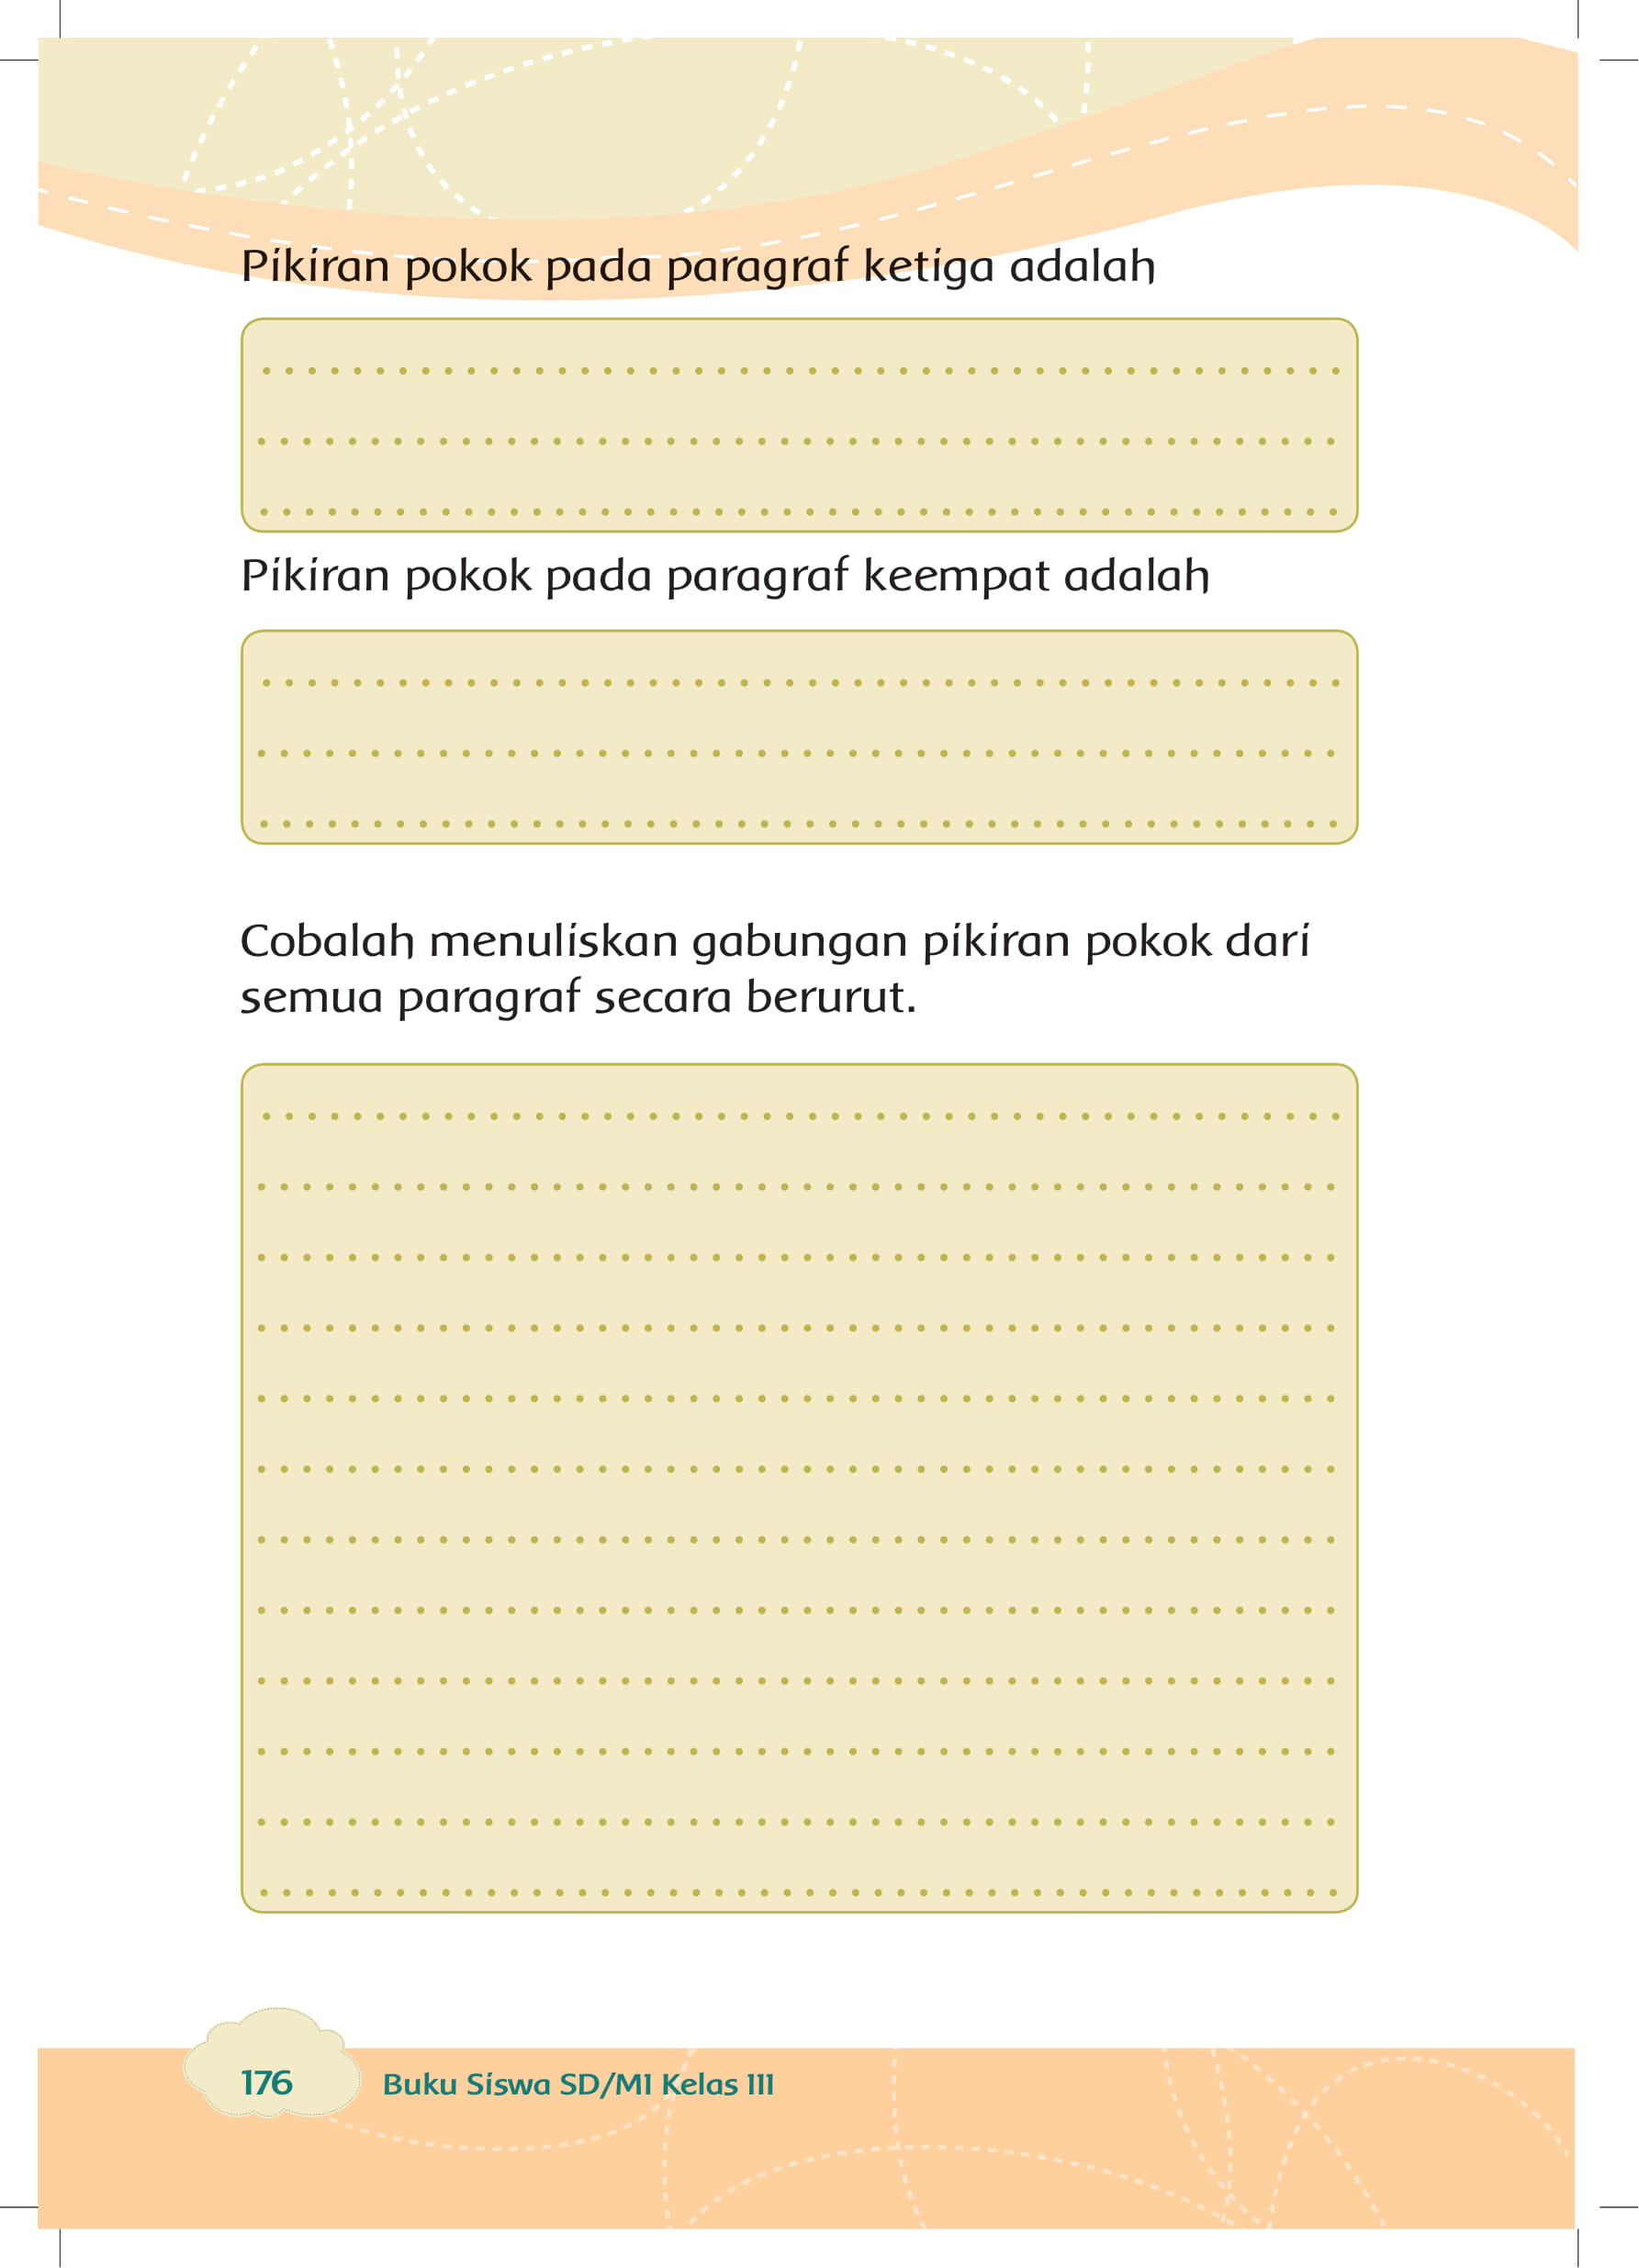 Pikiran pokok pada paragraf ketiga adalah
Pikiran pokok pada paragraf keempat adalah
Cobalah menuliskan gabungan pikiran pokok dari
semua paragraf secara berurut.
176
Buku Siswa SD/MI Kelas III